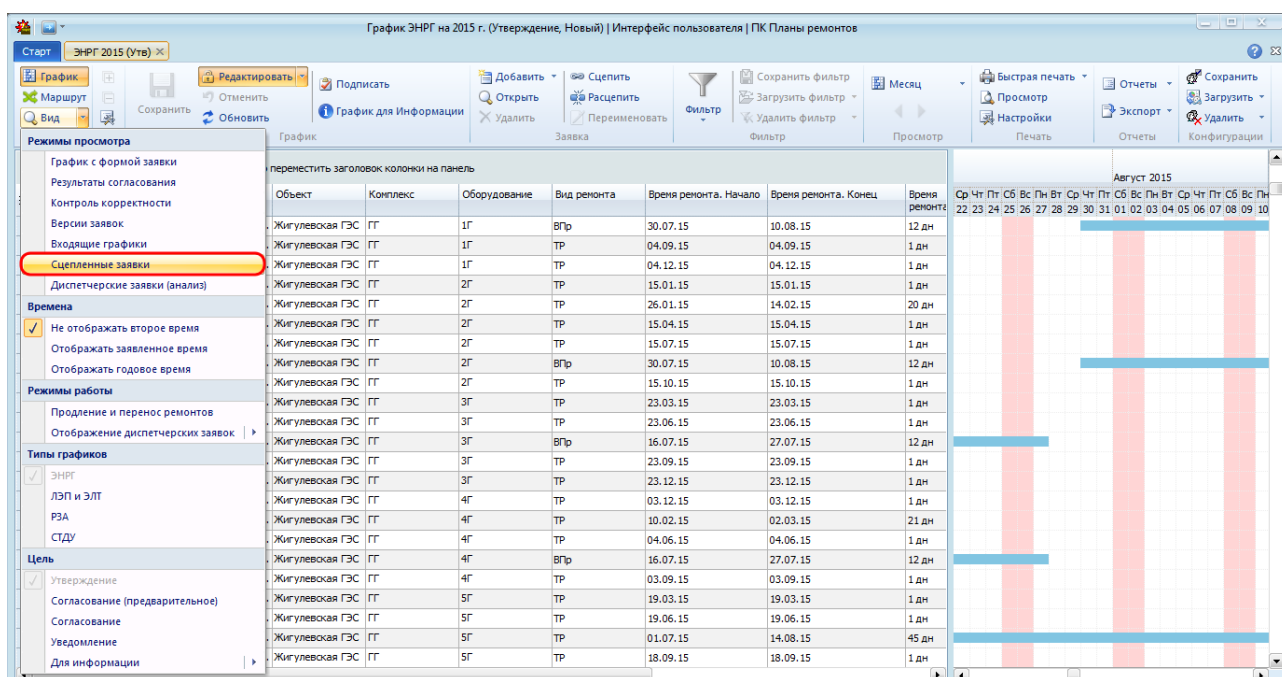 График ЭНРГ на 2015 г. (Утверждение, Новый) | Интерфейс пользователя | ПК Планы ремонтов
Старт ЭНРГ 2015 (Утв)
График Редактировать Подписать Добавить Сцепить Сохранить фильтр Месяц Быстрая печать Отчеты Сохранить
Маршрут Сохранить Отменить Открыть Расцепить Фильтр Загрузить фильтр Просмотр Загрузить
Вид Обновить График для Информации Удалить Переименовать Удалить фильтр Настройки Экспорт Удалить
График Заявка Фильтр Просмотр Печать Отчеты Конфигурации
Режимы просмотра
График с формой заявки
Результаты согласования
Контроль корректности
Версии заявок
Входящие графики
Сцепленные заявки
Диспетчерские заявки (анализ)
Времена
Не отображать второе время
Отображать заявленное время
Отображать годовое время
Режимы работы
Продление и перенос ремонтов
Отображение диспетчерских заявок
Типы графиков
ЭНРГ
ЛЭП и ЭЛТ
РЗА
СТДУ
Цель
Утверждение
Согласование (предварительное)
Согласование
Уведомление
Для информации
переместить заголовок колонки на панель
Объект Комплекс Оборудование Вид ремонта Время ремонта. Начало Время ремонта. Конец Время ремонта
Жигулевская ГЭС ГГ 1Г ВПр 30.07.15 10.08.15 12 дн
Жигулевская ГЭС ГГ 1Г ТР 04.09.15 04.09.15 1 дн
Жигулевская ГЭС ГГ 1Г ТР 04.12.15 04.12.15 1 дн
Жигулевская ГЭС ГГ 2Г ТР 15.01.15 15.01.15 1 дн
Жигулевская ГЭС ГГ 2Г ТР 26.01.15 14.02.15 20 дн
Жигулевская ГЭС ГГ 2Г ТР 15.04.15 15.04.15 1 дн
Жигулевская ГЭС ГГ 2Г ТР 15.07.15 15.07.15 1 дн
Жигулевская ГЭС ГГ 2Г ВПр 30.07.15 10.08.15 12 дн
Жигулевская ГЭС ГГ 2Г ТР 15.10.15 15.10.15 1 дн
Жигулевская ГЭС ГГ 3Г ТР 23.03.15 23.03.15 1 дн
Жигулевская ГЭС ГГ 3Г ТР 23.06.15 23.06.15 1 дн
Жигулевская ГЭС ГГ 3Г ВПр 16.07.15 27.07.15 12 дн
Жигулевская ГЭС ГГ 3Г ТР 23.09.15 23.09.15 1 дн
Жигулевская ГЭС ГГ 3Г ТР 23.12.15 23.12.15 1 дн
Жигулевская ГЭС ГГ 4Г ТР 03.12.15 03.12.15 1 дн
Жигулевская ГЭС ГГ 4Г ТР 10.02.15 02.03.15 21 дн
Жигулевская ГЭС ГГ 4Г ТР 04.06.15 04.06.15 1 дн
Жигулевская ГЭС ГГ 4Г ВПр 16.07.15 27.07.15 12 дн
Жигулевская ГЭС ГГ 4Г ТР 03.09.15 03.09.15 1 дн
Жигулевская ГЭС ГГ 5Г ТР 19.03.15 19.03.15 1 дн
Жигулевская ГЭС ГГ 5Г ТР 19.06.15 19.06.15 1 дн
Жигулевская ГЭС ГГ 5Г ТР 01.07.15 14.08.15 45 дн
Жигулевская ГЭС ГГ 5Г ТР 18.09.15 18.09.15 1 дн
Август 2015
Ср Чт Пт Сб Вс Пн Вт Ср Чт Пт Сб Вс Пн Вт Ср Чт Пт Сб Вс Пн
22 23 24 25 26 27 28 29 30 31 01 02 03 04 05 06 07 08 09 10